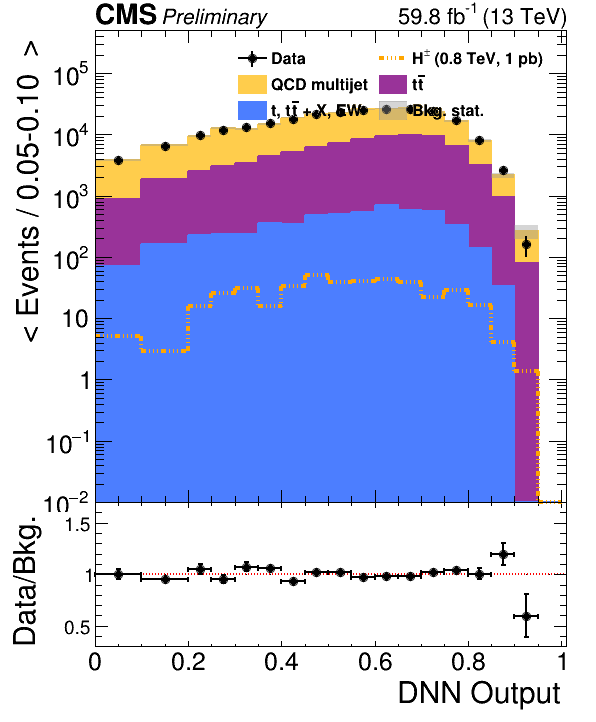 CMS Preliminary 59.8 fb⁻¹ (13 TeV)
Data H± (0.8 TeV, 1 pb)
QCD multijet tt̄
t, tt̄ + X, EW Bkg. stat.
< Events / 0.05-0.10 >
10⁵
10⁴
10³
10²
10
1
10⁻¹
10⁻²
Data/Bkg.
1.5
1
0.5
0 0.2 0.4 0.6 0.8 1
DNN Output